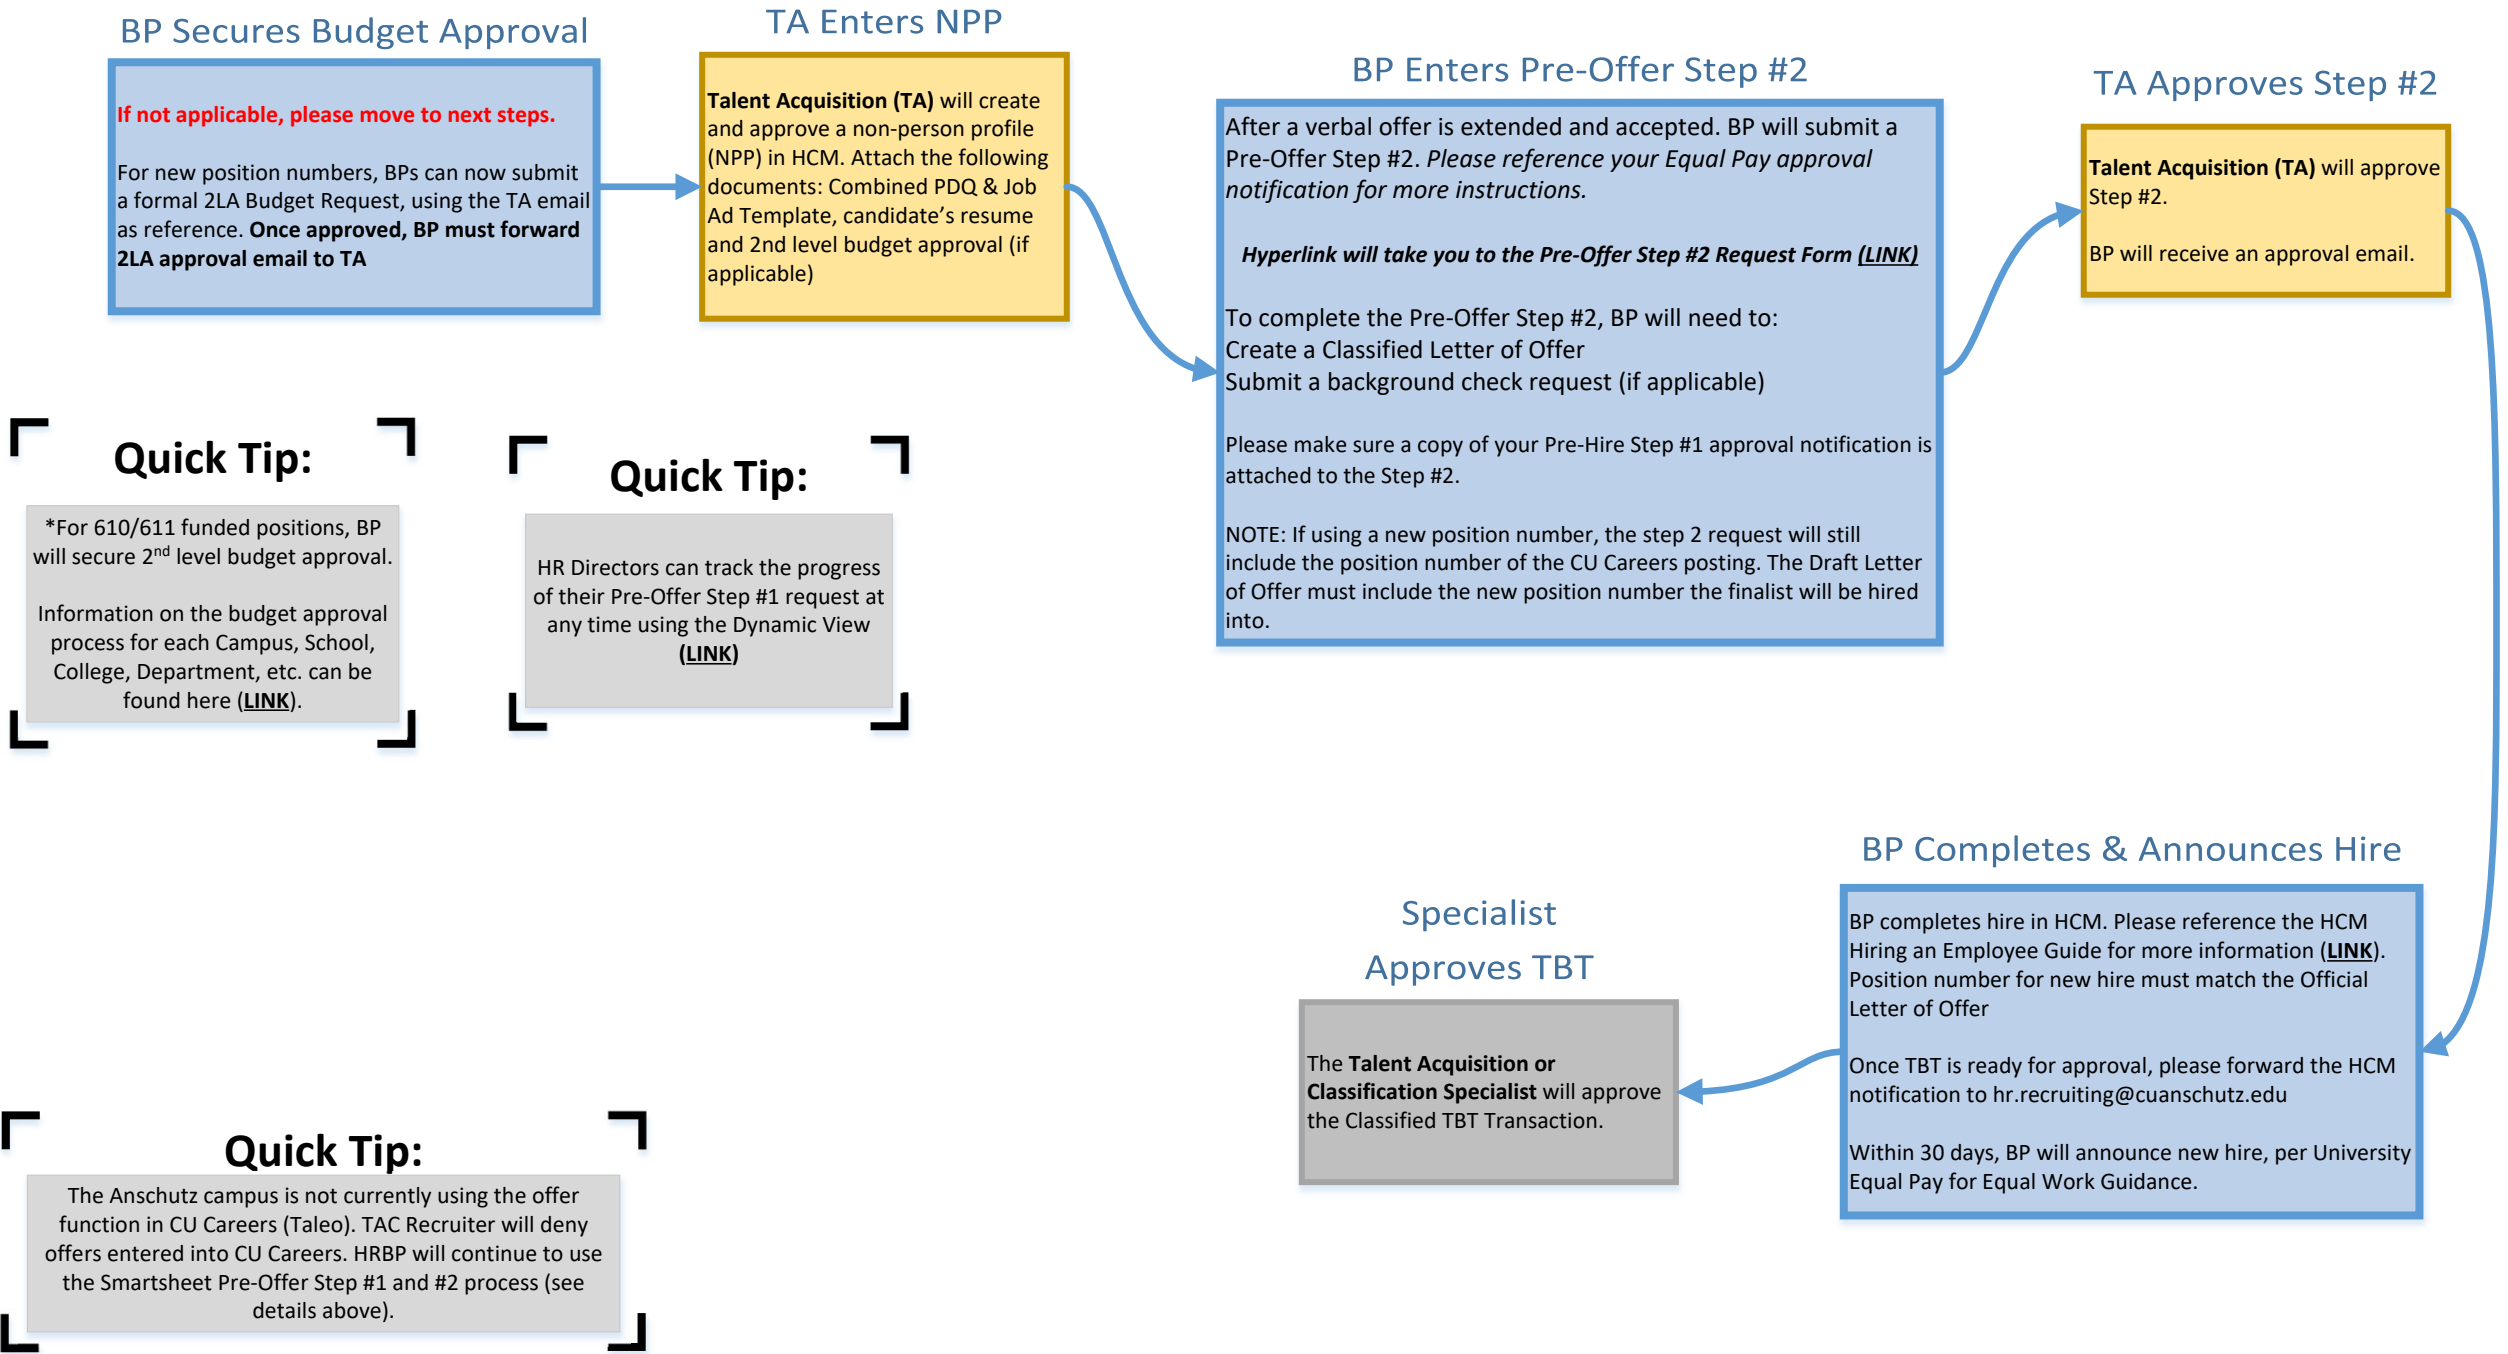 BP Secures Budget Approval
If not applicable, please move to next steps.
For new position numbers, BPs can now submit
a formal 2LA Budget Request, using the TA email
as reference. Once approved, BP must forward
2LA approval email to TA
TA Enters NPP
Talent Acquisition (TA) will create
and approve a non-person profile
(NPP) in HCM. Attach the following
documents: Combined PDQ & Job
Ad Template, candidate’s resume
and 2nd level budget approval (if
applicable)
BP Enters Pre-Offer Step #2
After a verbal offer is extended and accepted. BP will submit a
Pre-Offer Step #2. Please reference your Equal Pay approval
notification for more instructions.
Hyperlink will take you to the Pre-Offer Step #2 Request Form (LINK)
To complete the Pre-Offer Step #2, BP will need to:
Create a Classified Letter of Offer
Submit a background check request (if applicable)
Please make sure a copy of your Pre-Hire Step #1 approval notification is
attached to the Step #2.
NOTE: If using a new position number, the step 2 request will still
include the position number of the CU Careers posting. The Draft Letter
of Offer must include the new position number the finalist will be hired
into.
TA Approves Step #2
Talent Acquisition (TA) will approve
Step #2.
BP will receive an approval email.
Quick Tip:
*For 610/611 funded positions, BP
will secure 2nd level budget approval.
Information on the budget approval
process for each Campus, School,
College, Department, etc. can be
found here (LINK).
Quick Tip:
HR Directors can track the progress
of their Pre-Offer Step #1 request at
any time using the Dynamic View
(LINK)
BP Completes & Announces Hire
BP completes hire in HCM. Please reference the HCM
Hiring an Employee Guide for more information (LINK).
Position number for new hire must match the Official
Letter of Offer
Once TBT is ready for approval, please forward the HCM
notification to hr.recruiting@cuanschutz.edu
Within 30 days, BP will announce new hire, per University
Equal Pay for Equal Work Guidance.
Specialist
Approves TBT
The Talent Acquisition or
Classification Specialist will approve
the Classified TBT Transaction.
Quick Tip:
The Anschutz campus is not currently using the offer
function in CU Careers (Taleo). TAC Recruiter will deny
offers entered into CU Careers. HRBP will continue to use
the Smartsheet Pre-Offer Step #1 and #2 process (see
details above).